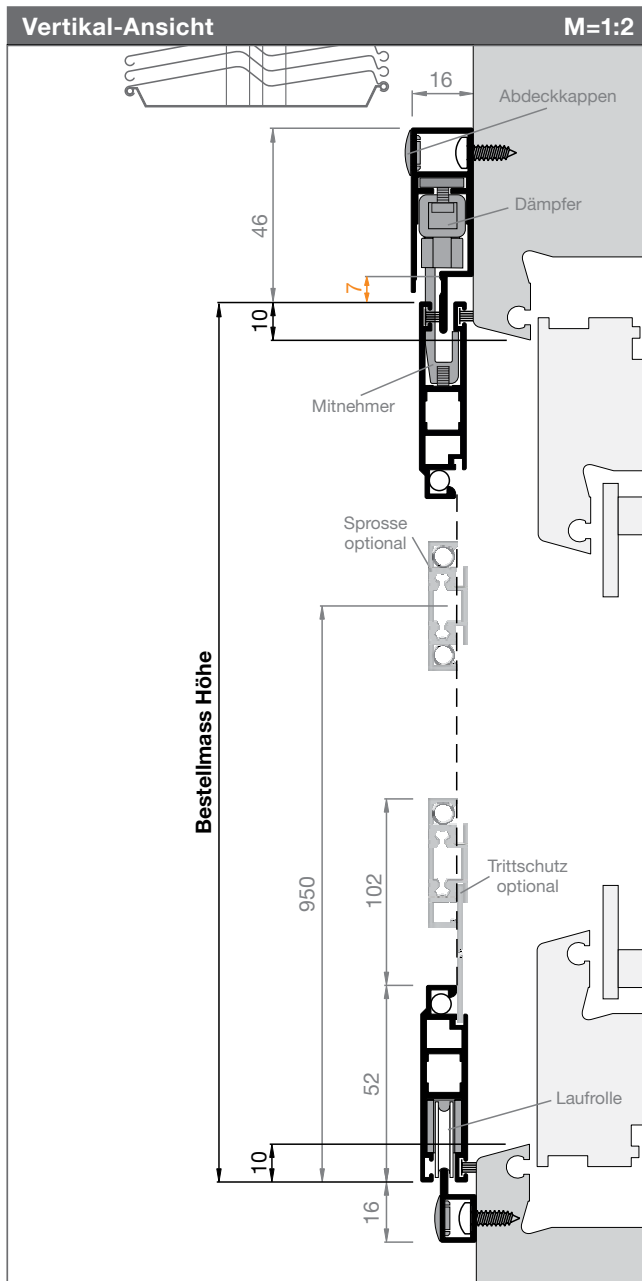 Vertikal-Ansicht M=1:2
16
Abdeckkappen
46
Dämpfer
7
10
Mitnehmer
Sprosse
optional
Bestellmass Höhe
950
102
Trittschutz
optional
52
Laufrolle
10
16